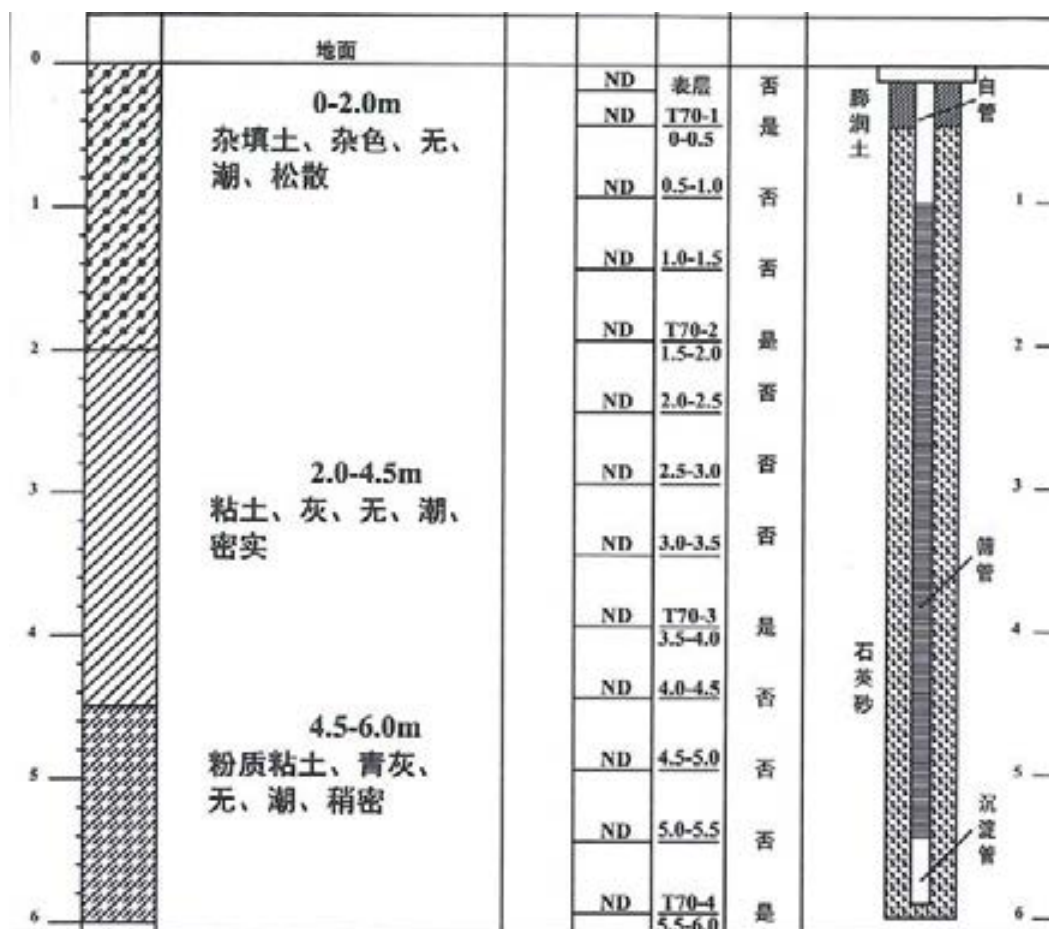 地面
0
0-2.0m
杂填土、杂色、无、
潮、松散
1
2
2.0-4.5m
粘土、灰、无、潮、
密实
3
4
4.5-6.0m
粉质粘土、青灰、
无、潮、稍密
5
6
ND 表层 否
ND T70-1 是
0-0.5
ND 0.5-1.0 否
ND 1.0-1.5 否
ND T70-2 是
1.5-2.0
ND 2.0-2.5 否
ND 2.5-3.0 否
ND 3.0-3.5 否
ND T70-3 是
3.5-4.0
ND 4.0-4.5 否
ND 4.5-5.0 否
ND 5.0-5.5 否
ND T70-4 是
5.5-6.0
膨润土
白管
1
2
3
筛管
4
石英砂
5
沉淀管
6